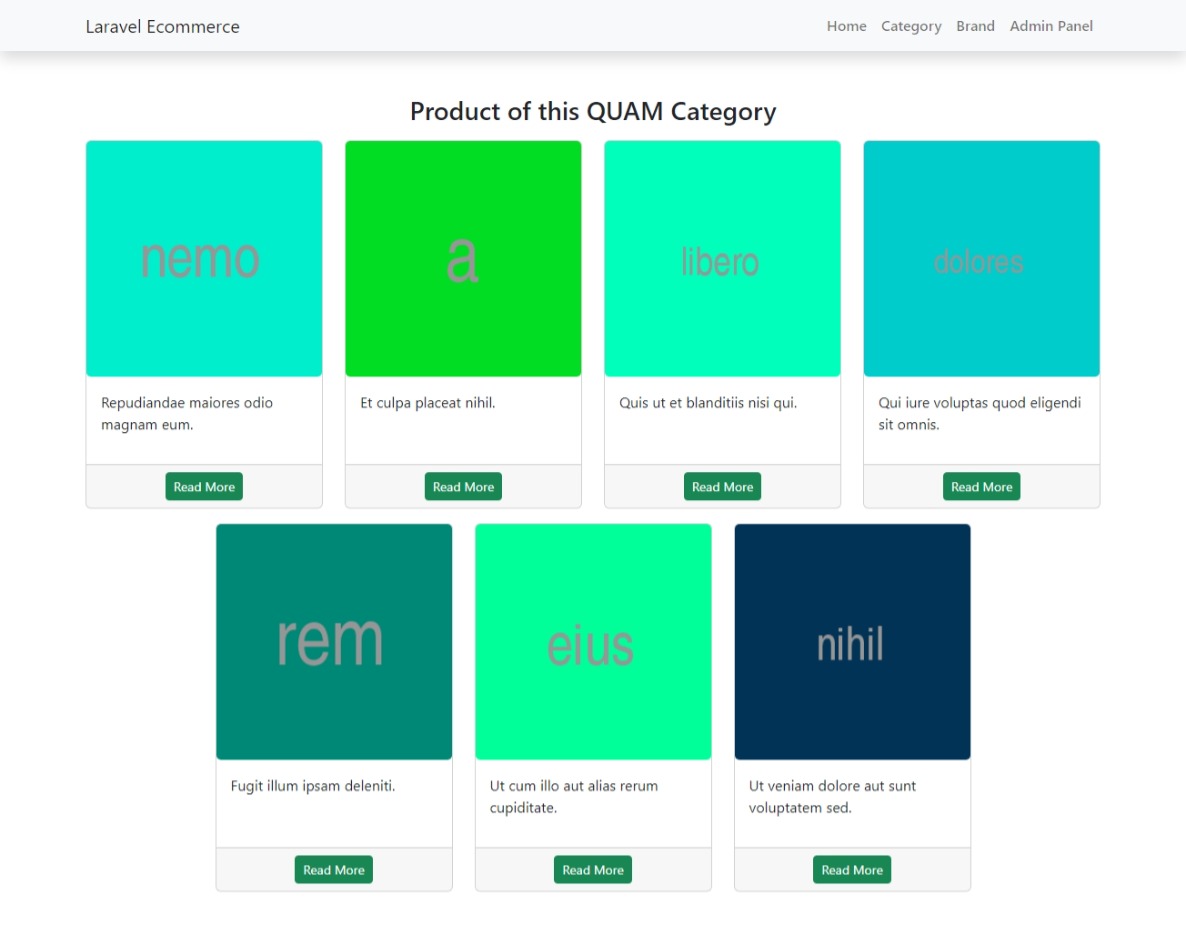 Laravel Ecommerce
Home Category Brand Admin Panel
Product of this QUAM Category
nemo
a
libero
dolores
Repudiandae maiores odio
magnam eum.
Et culpa placeat nihil.
Quis ut et blanditiis nisi qui.
Qui iure voluptas quod eligendi
sit omnis.
Read More
Read More
Read More
Read More
rem
eius
nihil
Fugit illum ipsam deleniti.
Ut cum illo aut alias rerum
cupiditate.
Ut veniam dolore aut sunt
voluptatem sed.
Read More
Read More
Read More